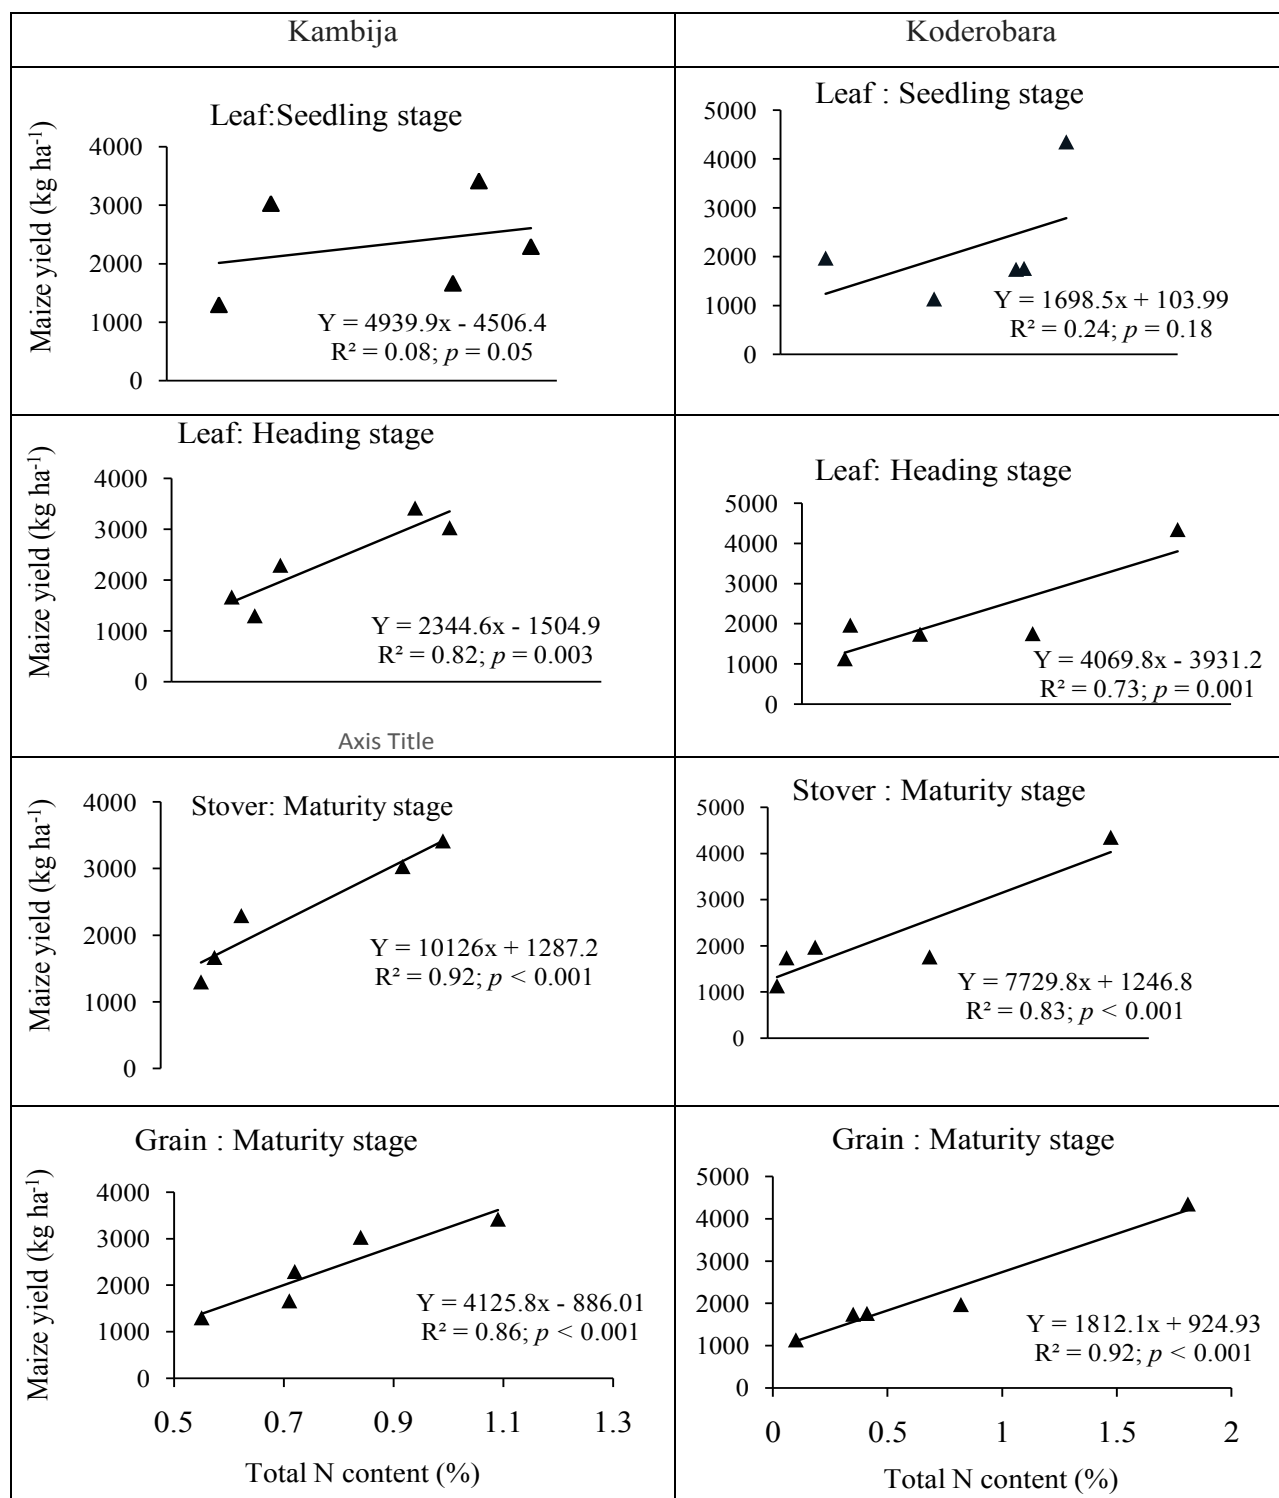 Kambija
Koderobara
Leaf:Seedling stage
Maize yield (kg ha-1)
4000
3000
2000
1000
0
Y = 4939.9x - 4506.4
R² = 0.08; p = 0.05
Leaf : Seedling stage
5000
4000
3000
2000
1000
0
Y = 1698.5x + 103.99
R² = 0.24; p = 0.18
Leaf: Heading stage
Maize yield (kg ha-1)
4000
3000
2000
1000
0
Y = 2344.6x - 1504.9
R² = 0.82; p = 0.003
Axis Title
Leaf: Heading stage
5000
4000
3000
2000
1000
0
Y = 4069.8x - 3931.2
R² = 0.73; p = 0.001
Stover: Maturity stage
Maize yield (kg ha-1)
4000
3000
2000
1000
0
Y = 10126x + 1287.2
R² = 0.92; p < 0.001
Stover : Maturity stage
5000
4000
3000
2000
1000
0
Y = 7729.8x + 1246.8
R² = 0.83; p < 0.001
Grain : Maturity stage
Maize yield (kg ha-1)
4000
3000
2000
1000
0
Y = 4125.8x - 886.01
R² = 0.86; p < 0.001
0.5 0.7 0.9 1.1 1.3
Total N content (%)
Grain : Maturity stage
5000
4000
3000
2000
1000
0
Y = 1812.1x + 924.93
R² = 0.92; p < 0.001
0 0.5 1 1.5 2
Total N content (%)